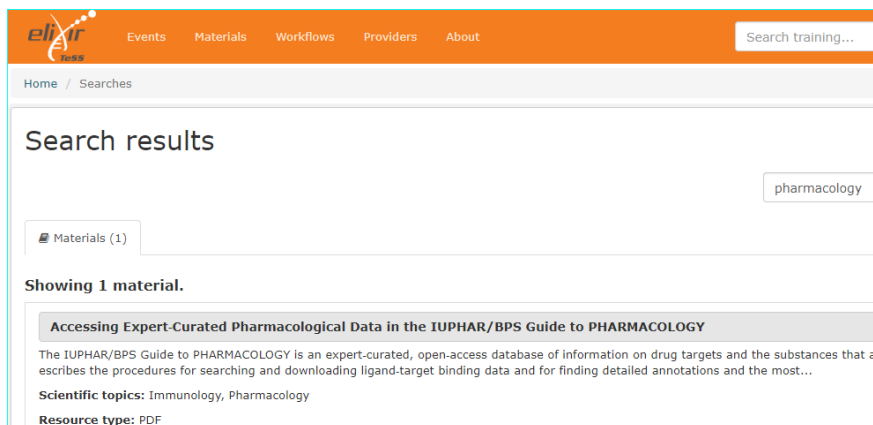 elixir
TeSS
Events Materials Workflows Providers About
Search training...
Home / Searches
Search results
pharmacology
Materials (1)
Showing 1 material.
Accessing Expert-Curated Pharmacological Data in the IUPHAR/BPS Guide to PHARMACOLOGY
The IUPHAR/BPS Guide to PHARMACOLOGY is an expert-curated, open-access database of information on drug targets and the substances that a
escribes the procedures for searching and downloading ligand-target binding data and for finding detailed annotations and the most...
Scientific topics: Immunology, Pharmacology
Resource type: PDF